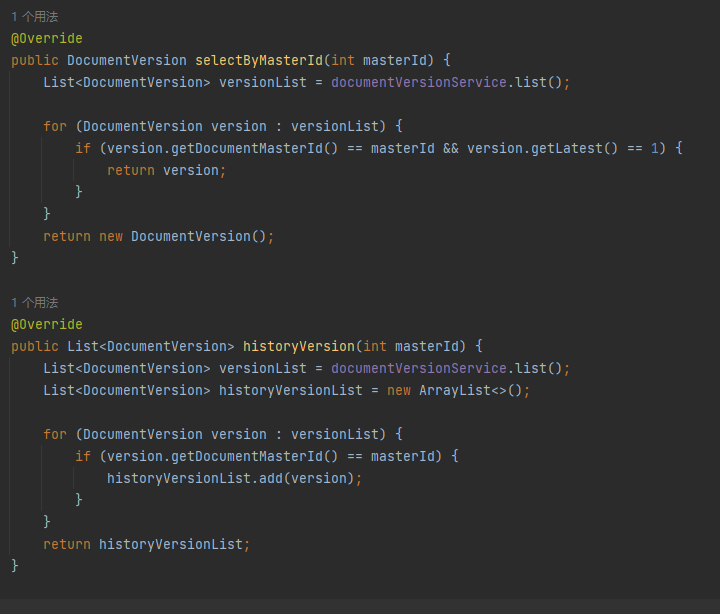 1 个用法
@Override
public DocumentVersion selectByMasterId(int masterId) {
    List<DocumentVersion> versionList = documentVersionService.list();
    for (DocumentVersion version : versionList) {
        if (version.getDocumentMasterId() == masterId && version.getLatest() == 1) {
            return version;
        }
    }
    return new DocumentVersion();
}
1 个用法
@Override
public List<DocumentVersion> historyVersion(int masterId) {
    List<DocumentVersion> versionList = documentVersionService.list();
    List<DocumentVersion> historyVersionList = new ArrayList<>();
    for (DocumentVersion version : versionList) {
        if (version.getDocumentMasterId() == masterId) {
            historyVersionList.add(version);
        }
    }
    return historyVersionList;
}